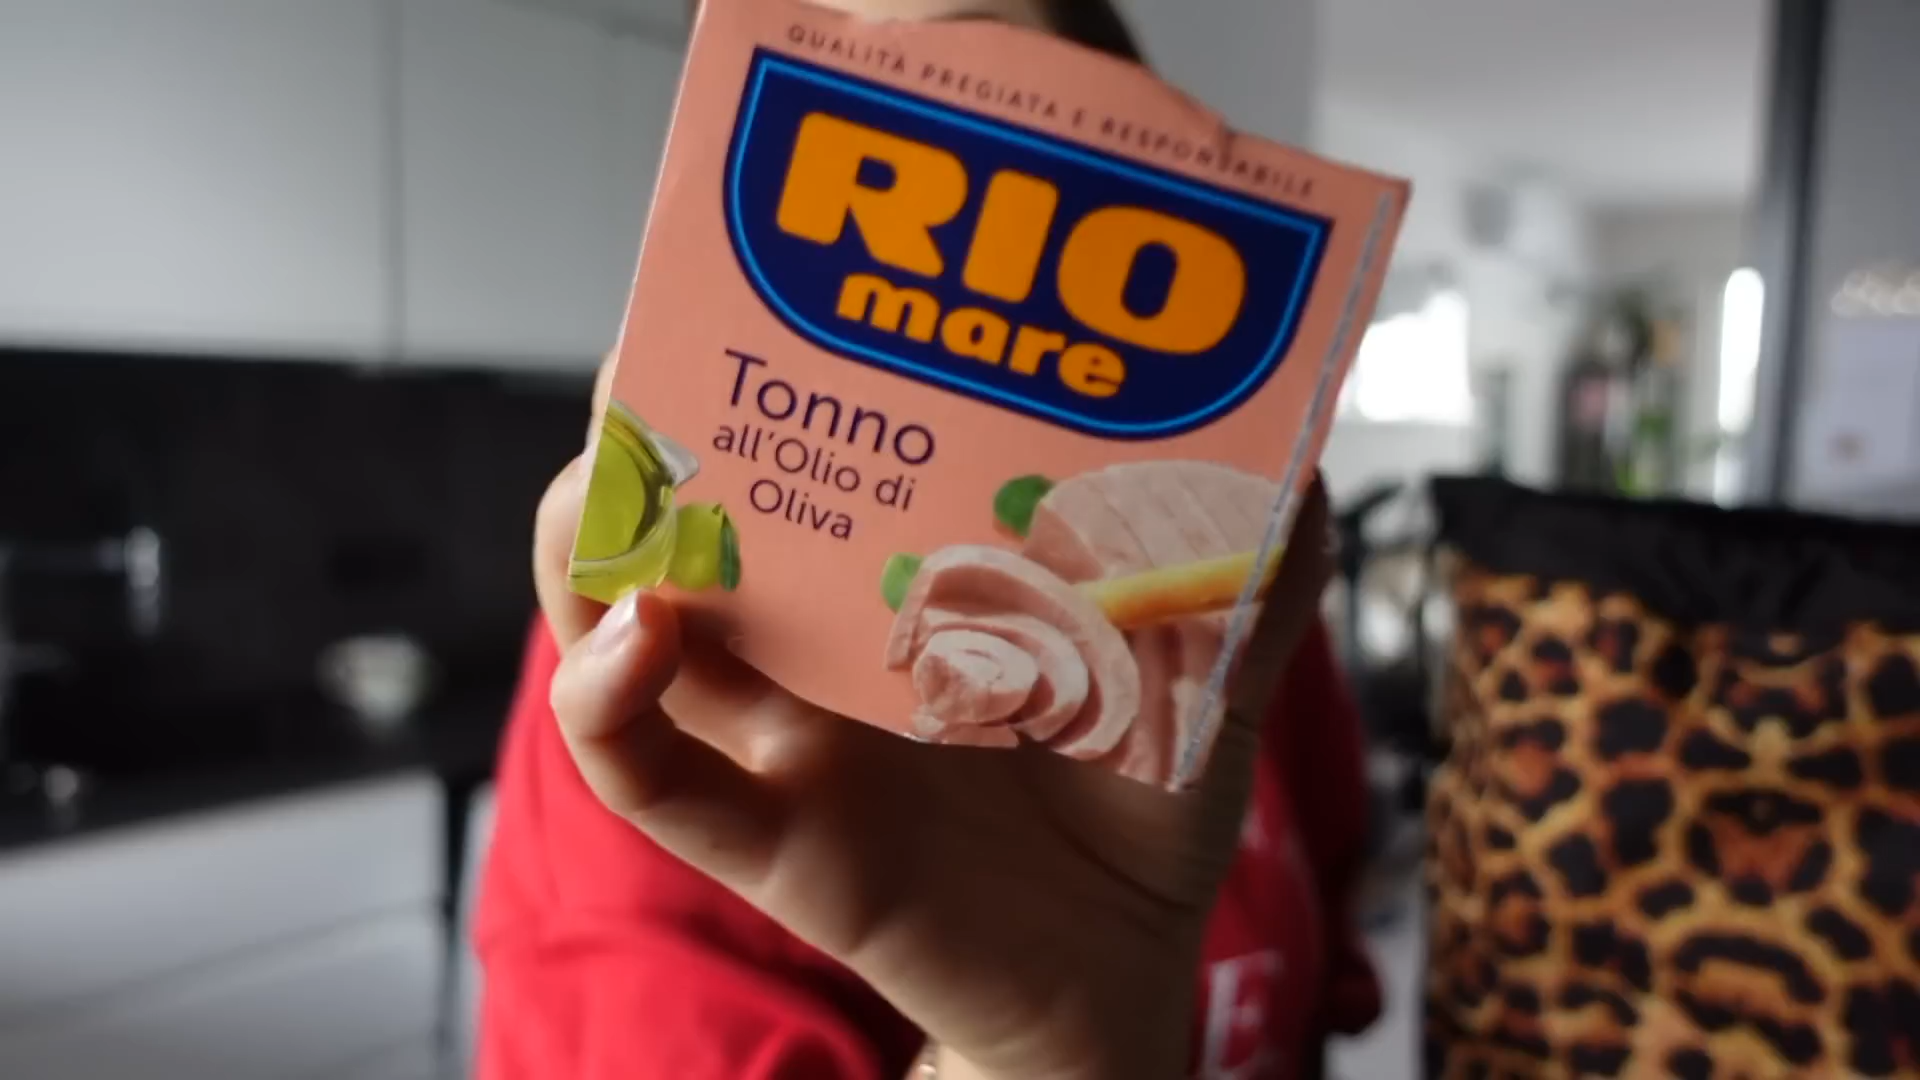 QUALITÀ PREGIATA E RESPONSABILE
RIO
mare
Tonno
all'Olio di
Oliva
E